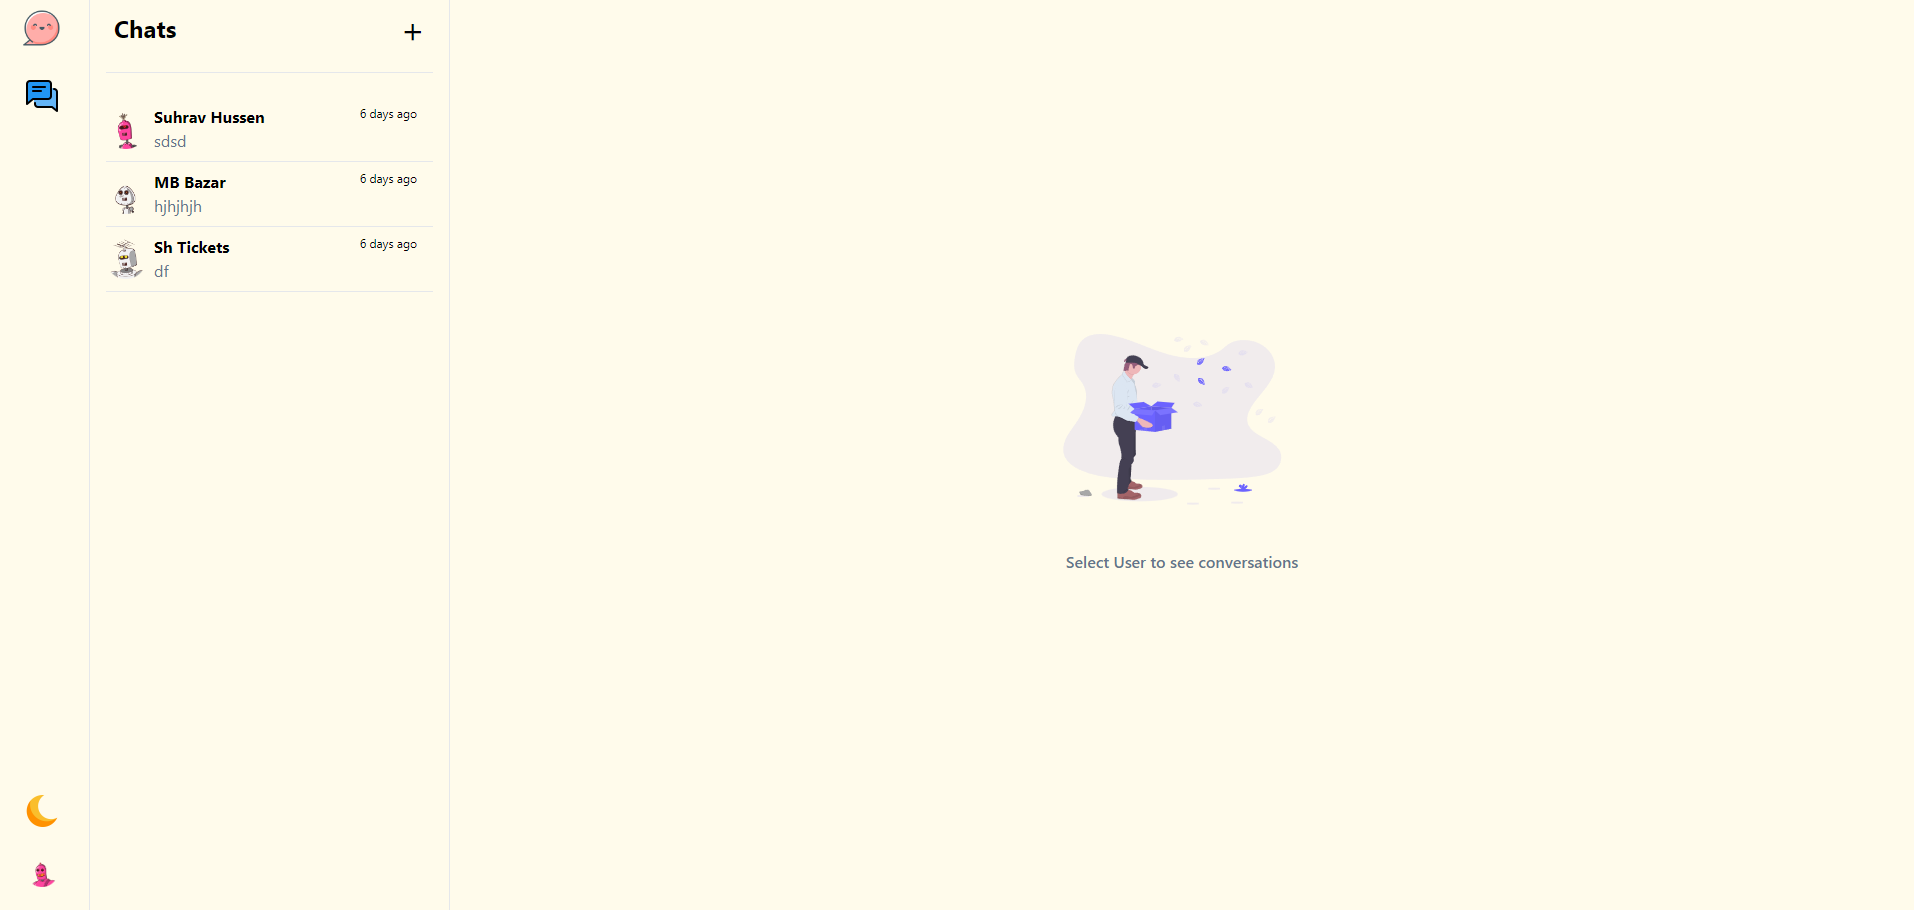 Chats
Suhrav Hussen
6 days ago
sdsd
MB Bazar
6 days ago
hjhjhjh
Sh Tickets
6 days ago
df
Select User to see conversations